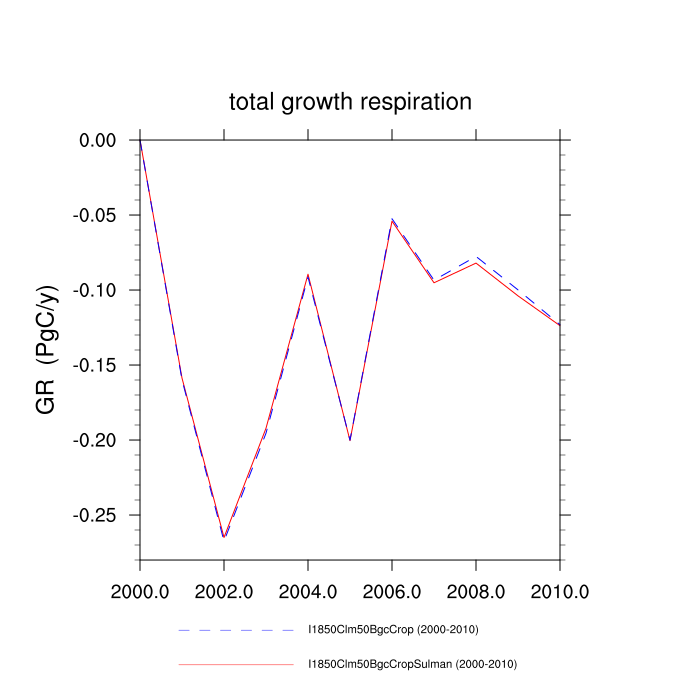 total growth respiration
GR (PgC/y)
0.00
-0.05
-0.10
-0.15
-0.20
-0.25
2000.0 2002.0 2004.0 2006.0 2008.0 2010.0
I1850Clm50BgcCrop (2000-2010)
I1850Clm50BgcCropSulman (2000-2010)